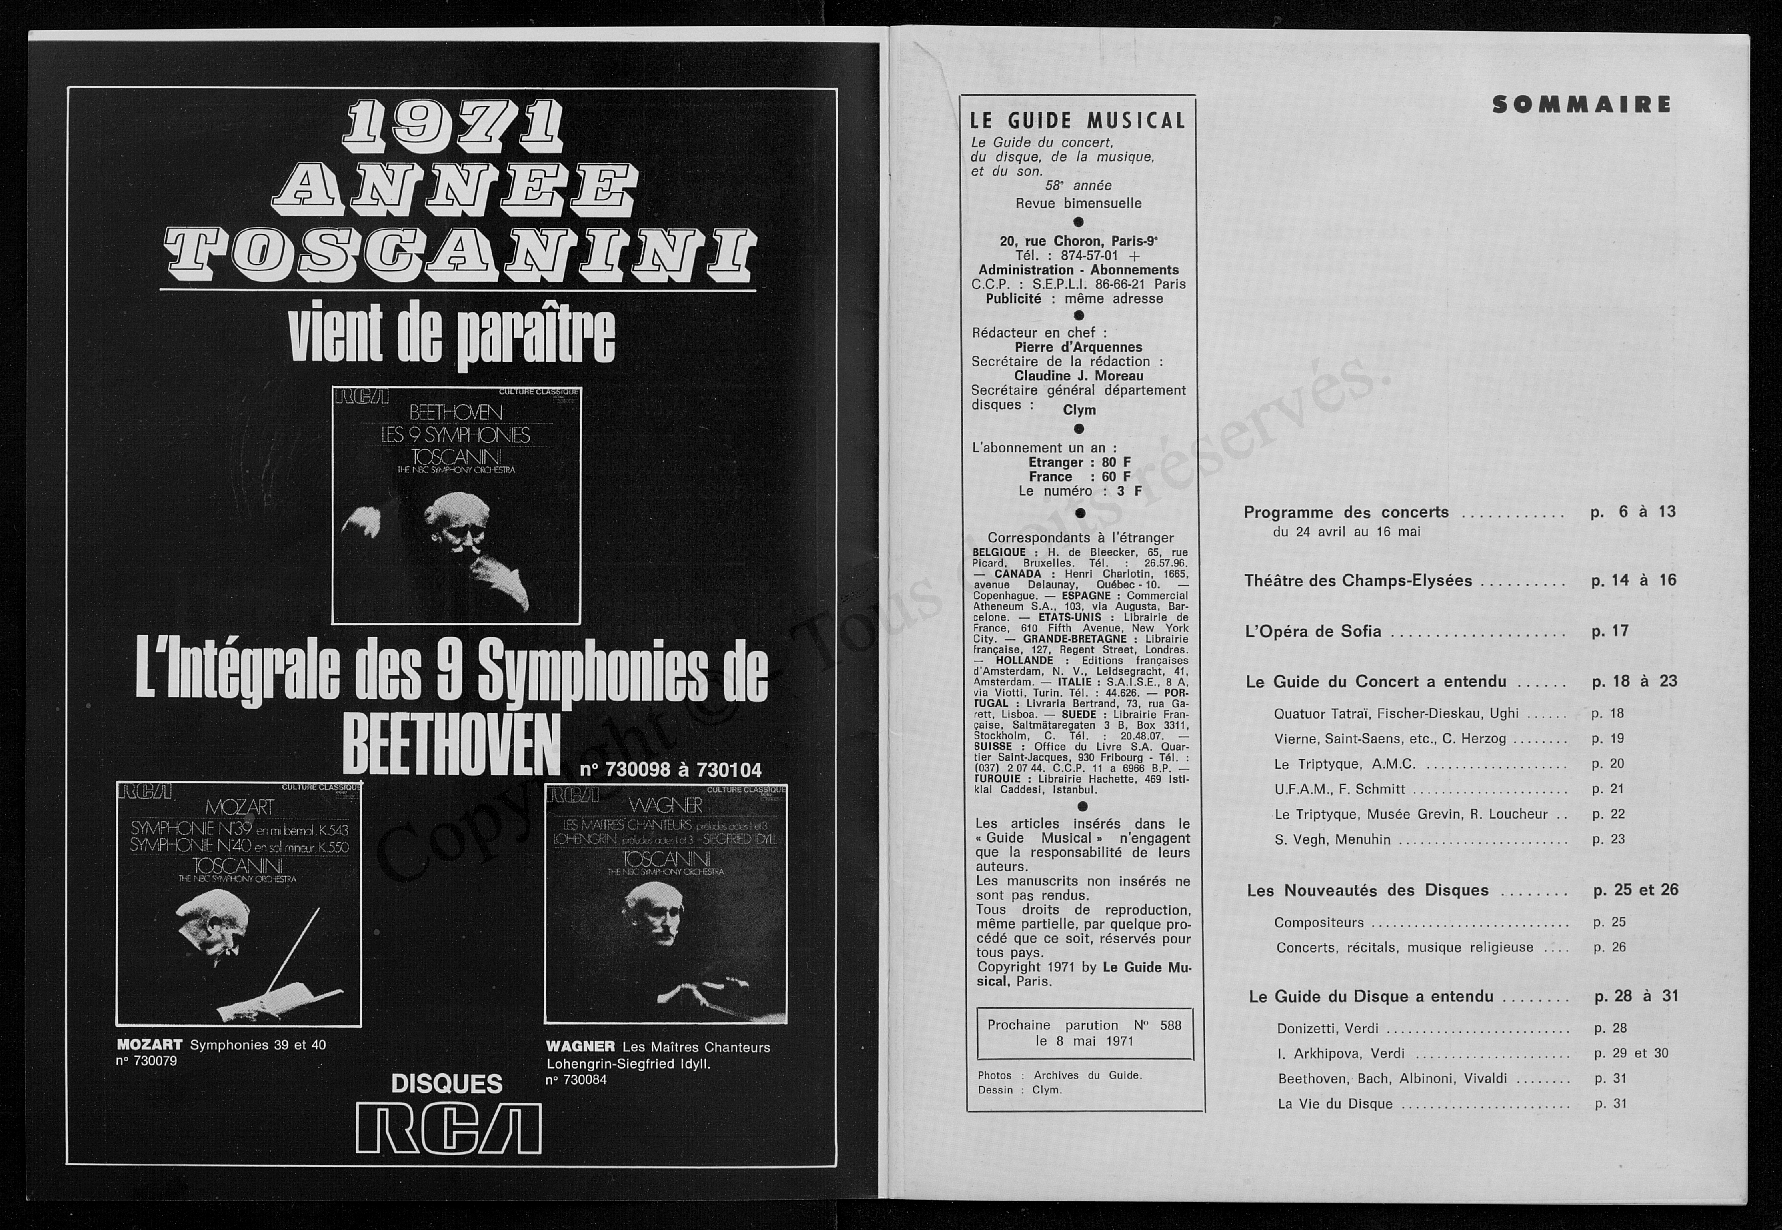 1971
ANNEE
TOSCANINI
vient de paraître
RCA
CULTURE CLASSIQUE
BEETHOVEN
LES 9 SYMPHONIES
TOSCANINI
THE NBC SYMPHONY ORCHESTRA
L'Intégrale des 9 Symphonies de
BEETHOVEN n° 730098 à 730104
RCA
CULTURE CLASSIQUE
MOZART
SYMPHONIE N°39 en mi bémol K.543
SYMPHONIE N°40 en sol mineur K.550
TOSCANINI
THE NBC SYMPHONY ORCHESTRA
MOZART Symphonies 39 et 40
n° 730079
RCA
CULTURE CLASSIQUE
WAGNER
LES MAITRES CHANTEURS préludes actes 1 et 3
LOHENGRIN préludes actes 1 et 3 - SIEGFRIED IDYLL
TOSCANINI
THE NBC SYMPHONY ORCHESTRA
WAGNER Les Maîtres Chanteurs
Lohengrin-Siegfried Idyll.
n° 730084
DISQUES
RCA
LE GUIDE MUSICAL
Le Guide du concert,
du disque, de la musique,
et du son.
58e année
Revue bimensuelle
20, rue Choron, Paris-9e
Tél. : 874-57-01 +
Administration - Abonnements
C.C.P. : S.E.P.L.I. 86-66-21 Paris
Publicité : même adresse
Rédacteur en chef :
Pierre d'Arquennes
Secrétaire de la rédaction :
Claudine J. Moreau
Secrétaire général département
disques : Clym
L'abonnement un an :
Etranger : 80 F
France : 60 F
Le numéro : 3 F
Correspondants à l'étranger
BELGIQUE : H. de Bleecker, 65, rue
Picard, Bruxelles. Tél. : 26.57.96.
— CANADA : Henri Charlotin, 1665,
avenue Delaunay, Québec - 10. —
Copenhague. — ESPAGNE : Commercial
Atheneum S.A., 103, via Augusta, Bar-
celone. — ETATS-UNIS : Librairie de
France, 610 Fifth Avenue, New York
City. — GRANDE-BRETAGNE : Librairie
française, 127, Regent Street, Londres.
— HOLLANDE : Editions françaises
d'Amsterdam, N. V., Leidsegracht, 41,
Amsterdam. — ITALIE : S.A.I.S.E., 8 A,
via Viotti, Turin. Tél. : 44.626. — POR-
TUGAL : Livraria Bertrand, 73, rua Ga-
rett, Lisboa. — SUEDE : Librairie Fran-
çaise, Saltmätaregaten 3 B, Box 3311,
Stockholm, C. Tél. : 20.48.07. —
SUISSE : Office du Livre S.A. Quar-
tier Saint-Jacques, 930 Fribourg - Tél. :
(037) 2 07 44. C.C.P. 11 a 6966 B.P. —
TURQUIE : Librairie Hachette, 469 Isti-
klal Caddesi, Istanbul.
Les articles insérés dans le
« Guide Musical » n'engagent
que la responsabilité de leurs
auteurs.
Les manuscrits non insérés ne
sont pas rendus.
Tous droits de reproduction,
même partielle, par quelque pro-
cédé que ce soit, réservés pour
tous pays.
Copyright 1971 by Le Guide Mu-
sical, Paris.
Prochaine parution N° 588
le 8 mai 1971
Photos : Archives du Guide.
Dessin : Clym.
SOMMAIRE
Programme des concerts ............ p. 6 à 13
du 24 avril au 16 mai
Théâtre des Champs-Elysées .......... p. 14 à 16
L'Opéra de Sofia .................... p. 17
Le Guide du Concert a entendu ...... p. 18 à 23
Quatuor Tatraï, Fischer-Dieskau, Ughi ...... p. 18
Vierne, Saint-Saens, etc., C. Herzog ........ p. 19
Le Triptyque, A.M.C. .................... p. 20
U.F.A.M., F. Schmitt ...................... p. 21
Le Triptyque, Musée Grevin, R. Loucheur .. p. 22
S. Vegh, Menuhin ........................ p. 23
Les Nouveautés des Disques ........ p. 25 et 26
Compositeurs ............................ p. 25
Concerts, récitals, musique religieuse .... p. 26
Le Guide du Disque a entendu ........ p. 28 à 31
Donizetti, Verdi .......................... p. 28
I. Arkhipova, Verdi ...................... p. 29 et 30
Beethoven, Bach, Albinoni, Vivaldi ........ p. 31
La Vie du Disque ........................ p. 31
Copyright © - Tous droits réservés.